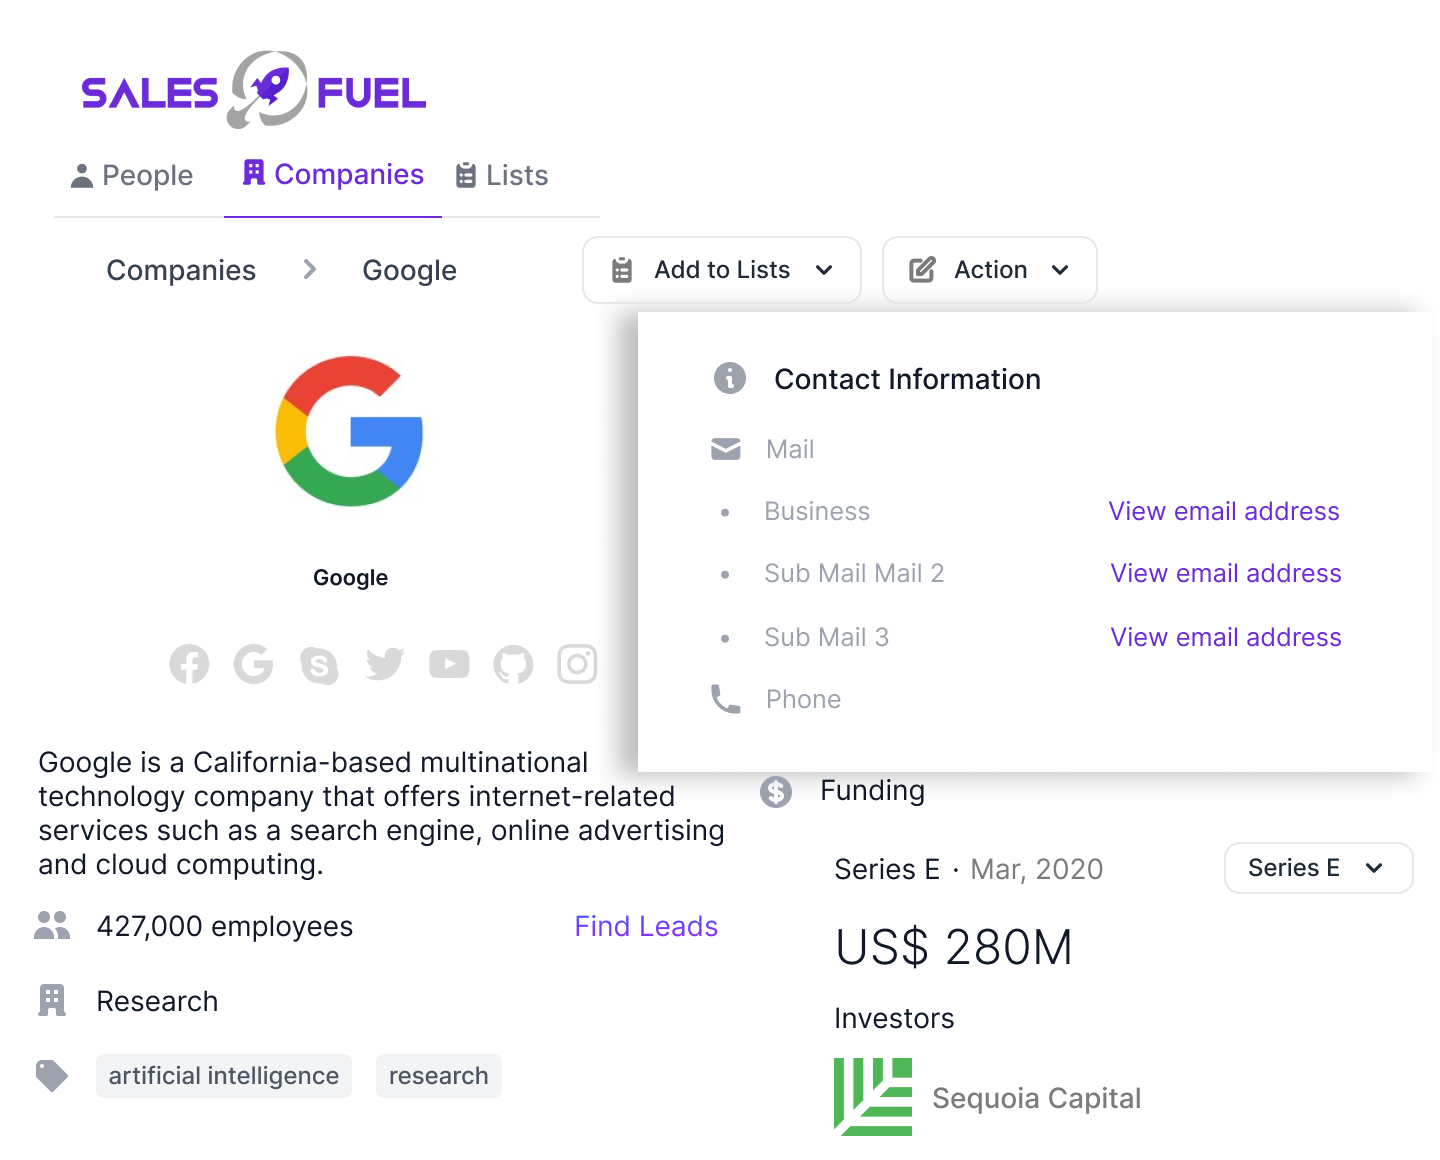 SALES FUEL
People Companies Lists
Companies Google Add to Lists Action
Contact Information
Mail
Business View email address
Sub Mail Mail 2 View email address
Sub Mail 3 View email address
Phone
Google
Google is a California-based multinational
technology company that offers internet-related
services such as a search engine, online advertising
and cloud computing.
427,000 employees Find Leads
Research
artificial intelligence research
Funding
Series E · Mar, 2020 Series E
US$ 280M
Investors
Sequoia Capital